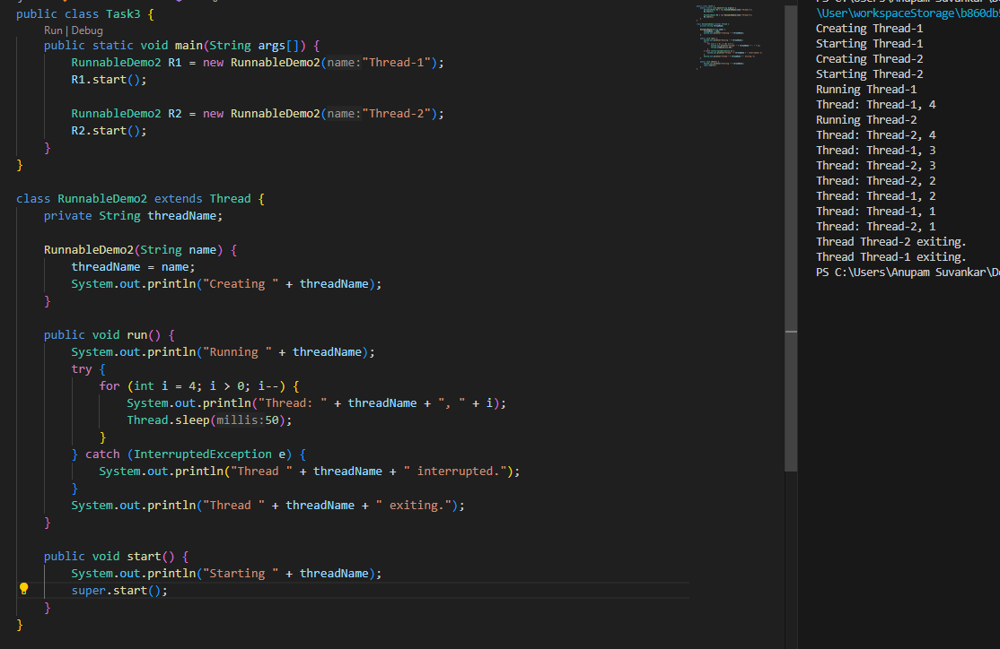 public class Task3 {
Run | Debug
public static void main(String args[]) {
RunnableDemo2 R1 = new RunnableDemo2(name:"Thread-1");
R1.start();
RunnableDemo2 R2 = new RunnableDemo2(name:"Thread-2");
R2.start();
}
}
class RunnableDemo2 extends Thread {
private String threadName;
RunnableDemo2(String name) {
threadName = name;
System.out.println("Creating " + threadName);
}
public void run() {
System.out.println("Running " + threadName);
try {
for (int i = 4; i > 0; i--) {
System.out.println("Thread: " + threadName + ", " + i);
Thread.sleep(millis:50);
}
} catch (InterruptedException e) {
System.out.println("Thread " + threadName + " interrupted.");
}
System.out.println("Thread " + threadName + " exiting.");
}
public void start() {
System.out.println("Starting " + threadName);
super.start();
}
}
\User\workspaceStorage\b860db
Creating Thread-1
Starting Thread-1
Creating Thread-2
Starting Thread-2
Running Thread-1
Thread: Thread-1, 4
Running Thread-2
Thread: Thread-2, 4
Thread: Thread-1, 3
Thread: Thread-2, 3
Thread: Thread-2, 2
Thread: Thread-1, 2
Thread: Thread-1, 1
Thread: Thread-2, 1
Thread Thread-2 exiting.
Thread Thread-1 exiting.
PS C:\Users\Anupam Suvankar\D